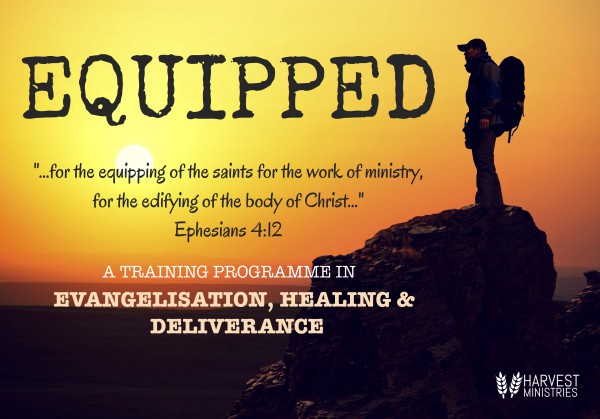 EQUIPPED
"...for the equipping of the saints for the work of ministry,
for the edifying of the body of Christ..."
Ephesians 4:12
A TRAINING PROGRAMME IN
EVANGELISATION, HEALING &
DELIVERANCE
HARVEST
MINISTRIES